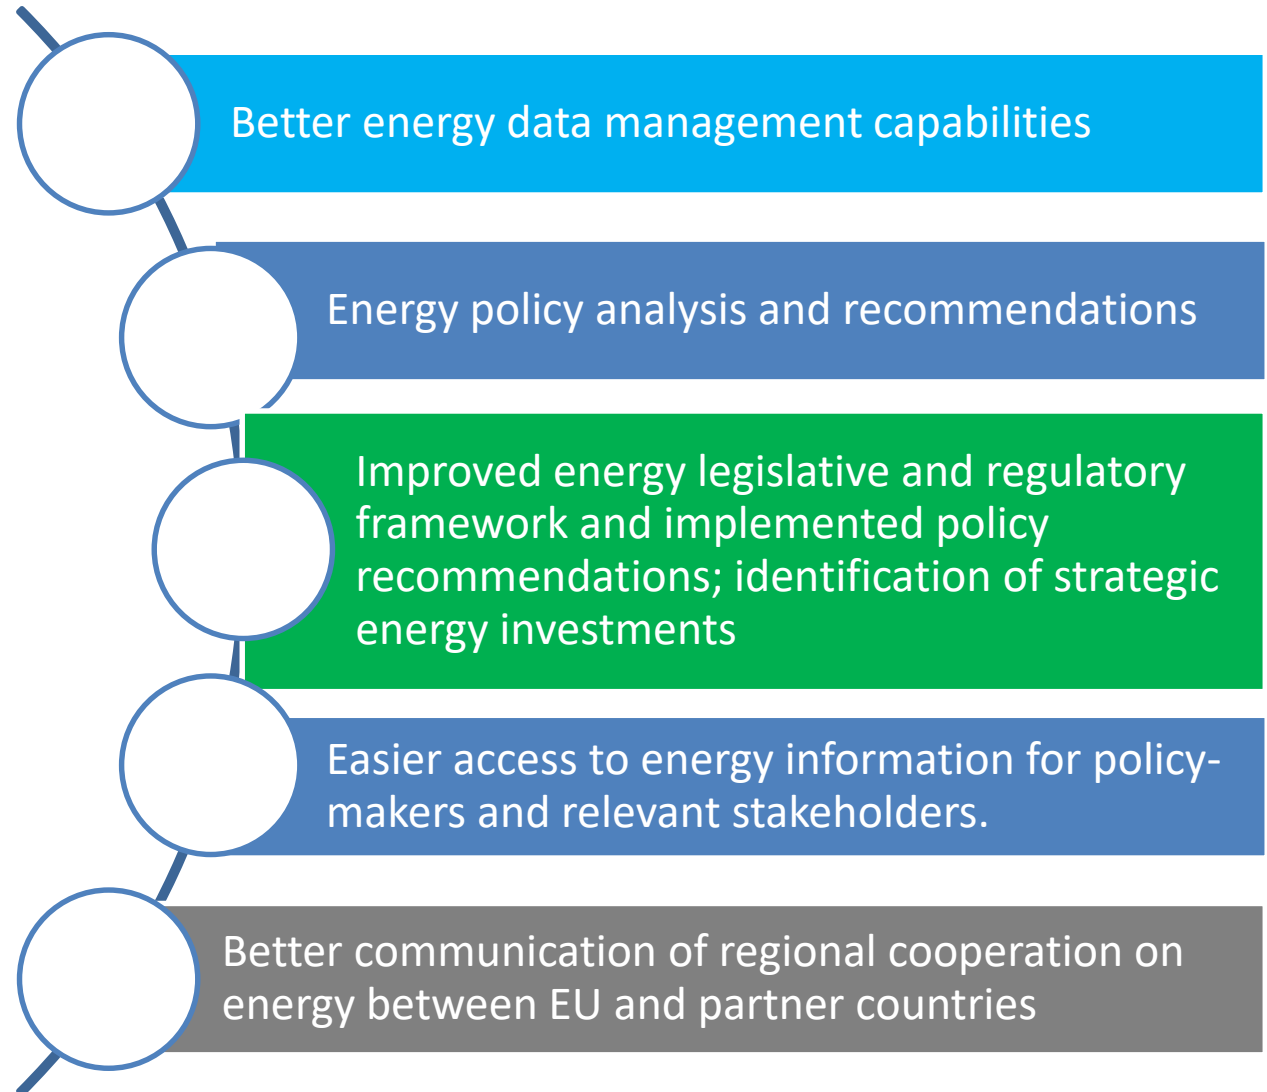 Better energy data management capabilities
Energy policy analysis and recommendations
Improved energy legislative and regulatory
framework and implemented policy
recommendations; identification of strategic
energy investments
Easier access to energy information for policy-
makers and relevant stakeholders.
Better communication of regional cooperation on
energy between EU and partner countries